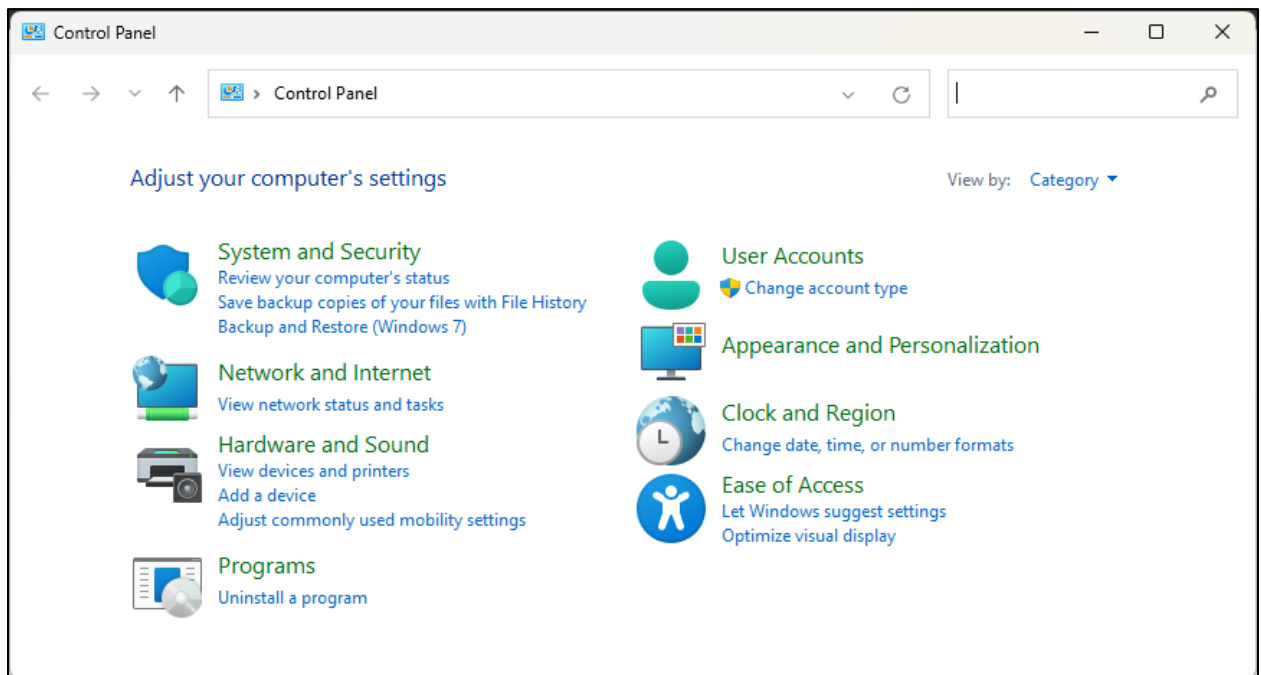 Control Panel
Control Panel
Adjust your computer's settings
View by: Category
System and Security
Review your computer's status
Save backup copies of your files with File History
Backup and Restore (Windows 7)
Network and Internet
View network status and tasks
Hardware and Sound
View devices and printers
Add a device
Adjust commonly used mobility settings
Programs
Uninstall a program
User Accounts
Change account type
Appearance and Personalization
Clock and Region
Change date, time, or number formats
Ease of Access
Let Windows suggest settings
Optimize visual display